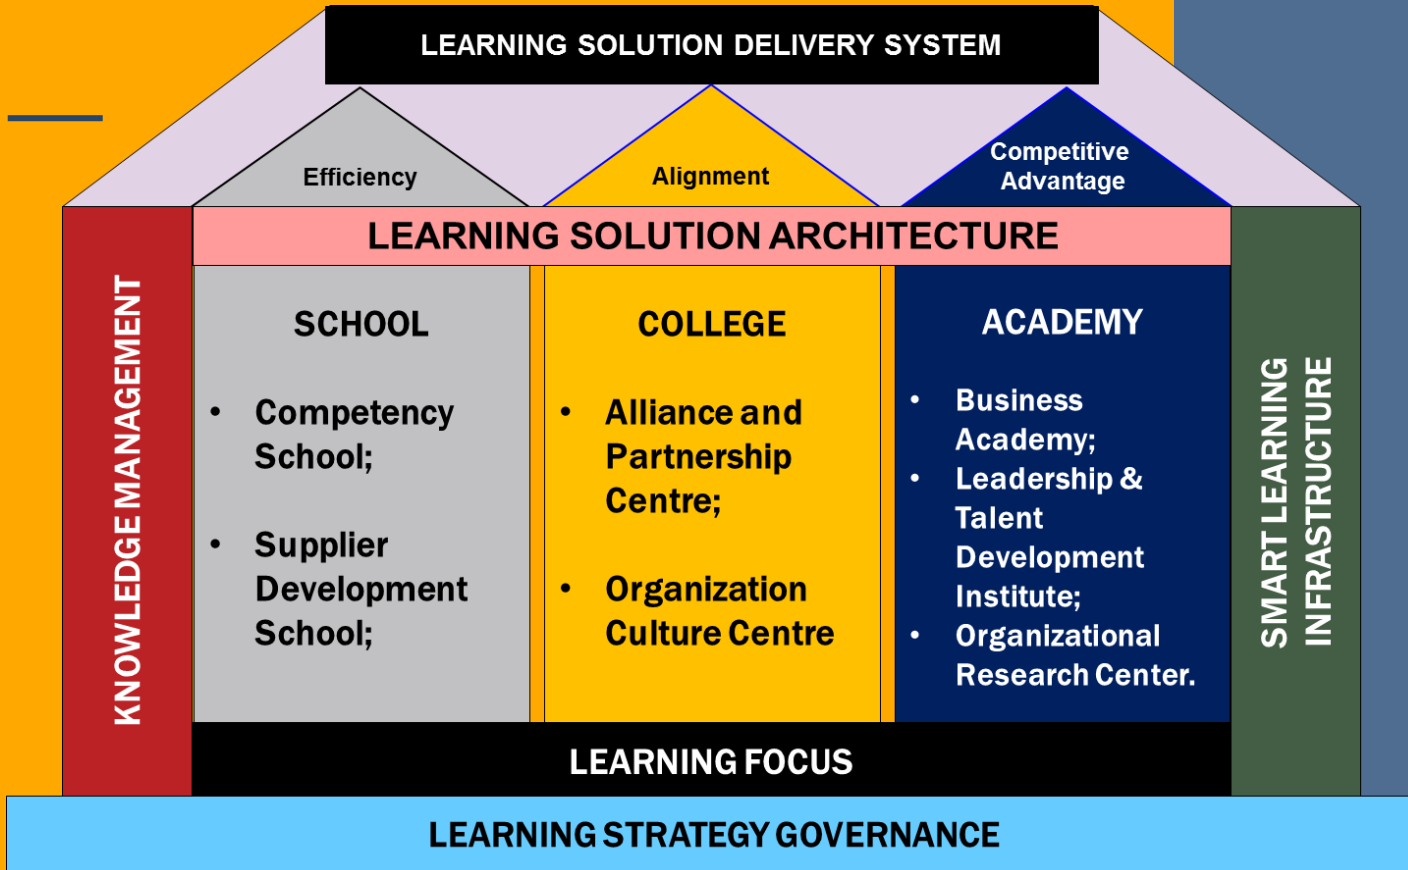 LEARNING SOLUTION DELIVERY SYSTEM
Efficiency
Alignment
Competitive
Advantage
LEARNING SOLUTION ARCHITECTURE
KNOWLEDGE MANAGEMENT
SCHOOL
• Competency
School;
• Supplier
Development
School;
COLLEGE
• Alliance and
Partnership
Centre;
• Organization
Culture Centre
ACADEMY
• Business
Academy;
• Leadership &
Talent
Development
Institute;
• Organizational
Research Center.
SMART LEARNING
INFRASTRUCTURE
LEARNING FOCUS
LEARNING STRATEGY GOVERNANCE